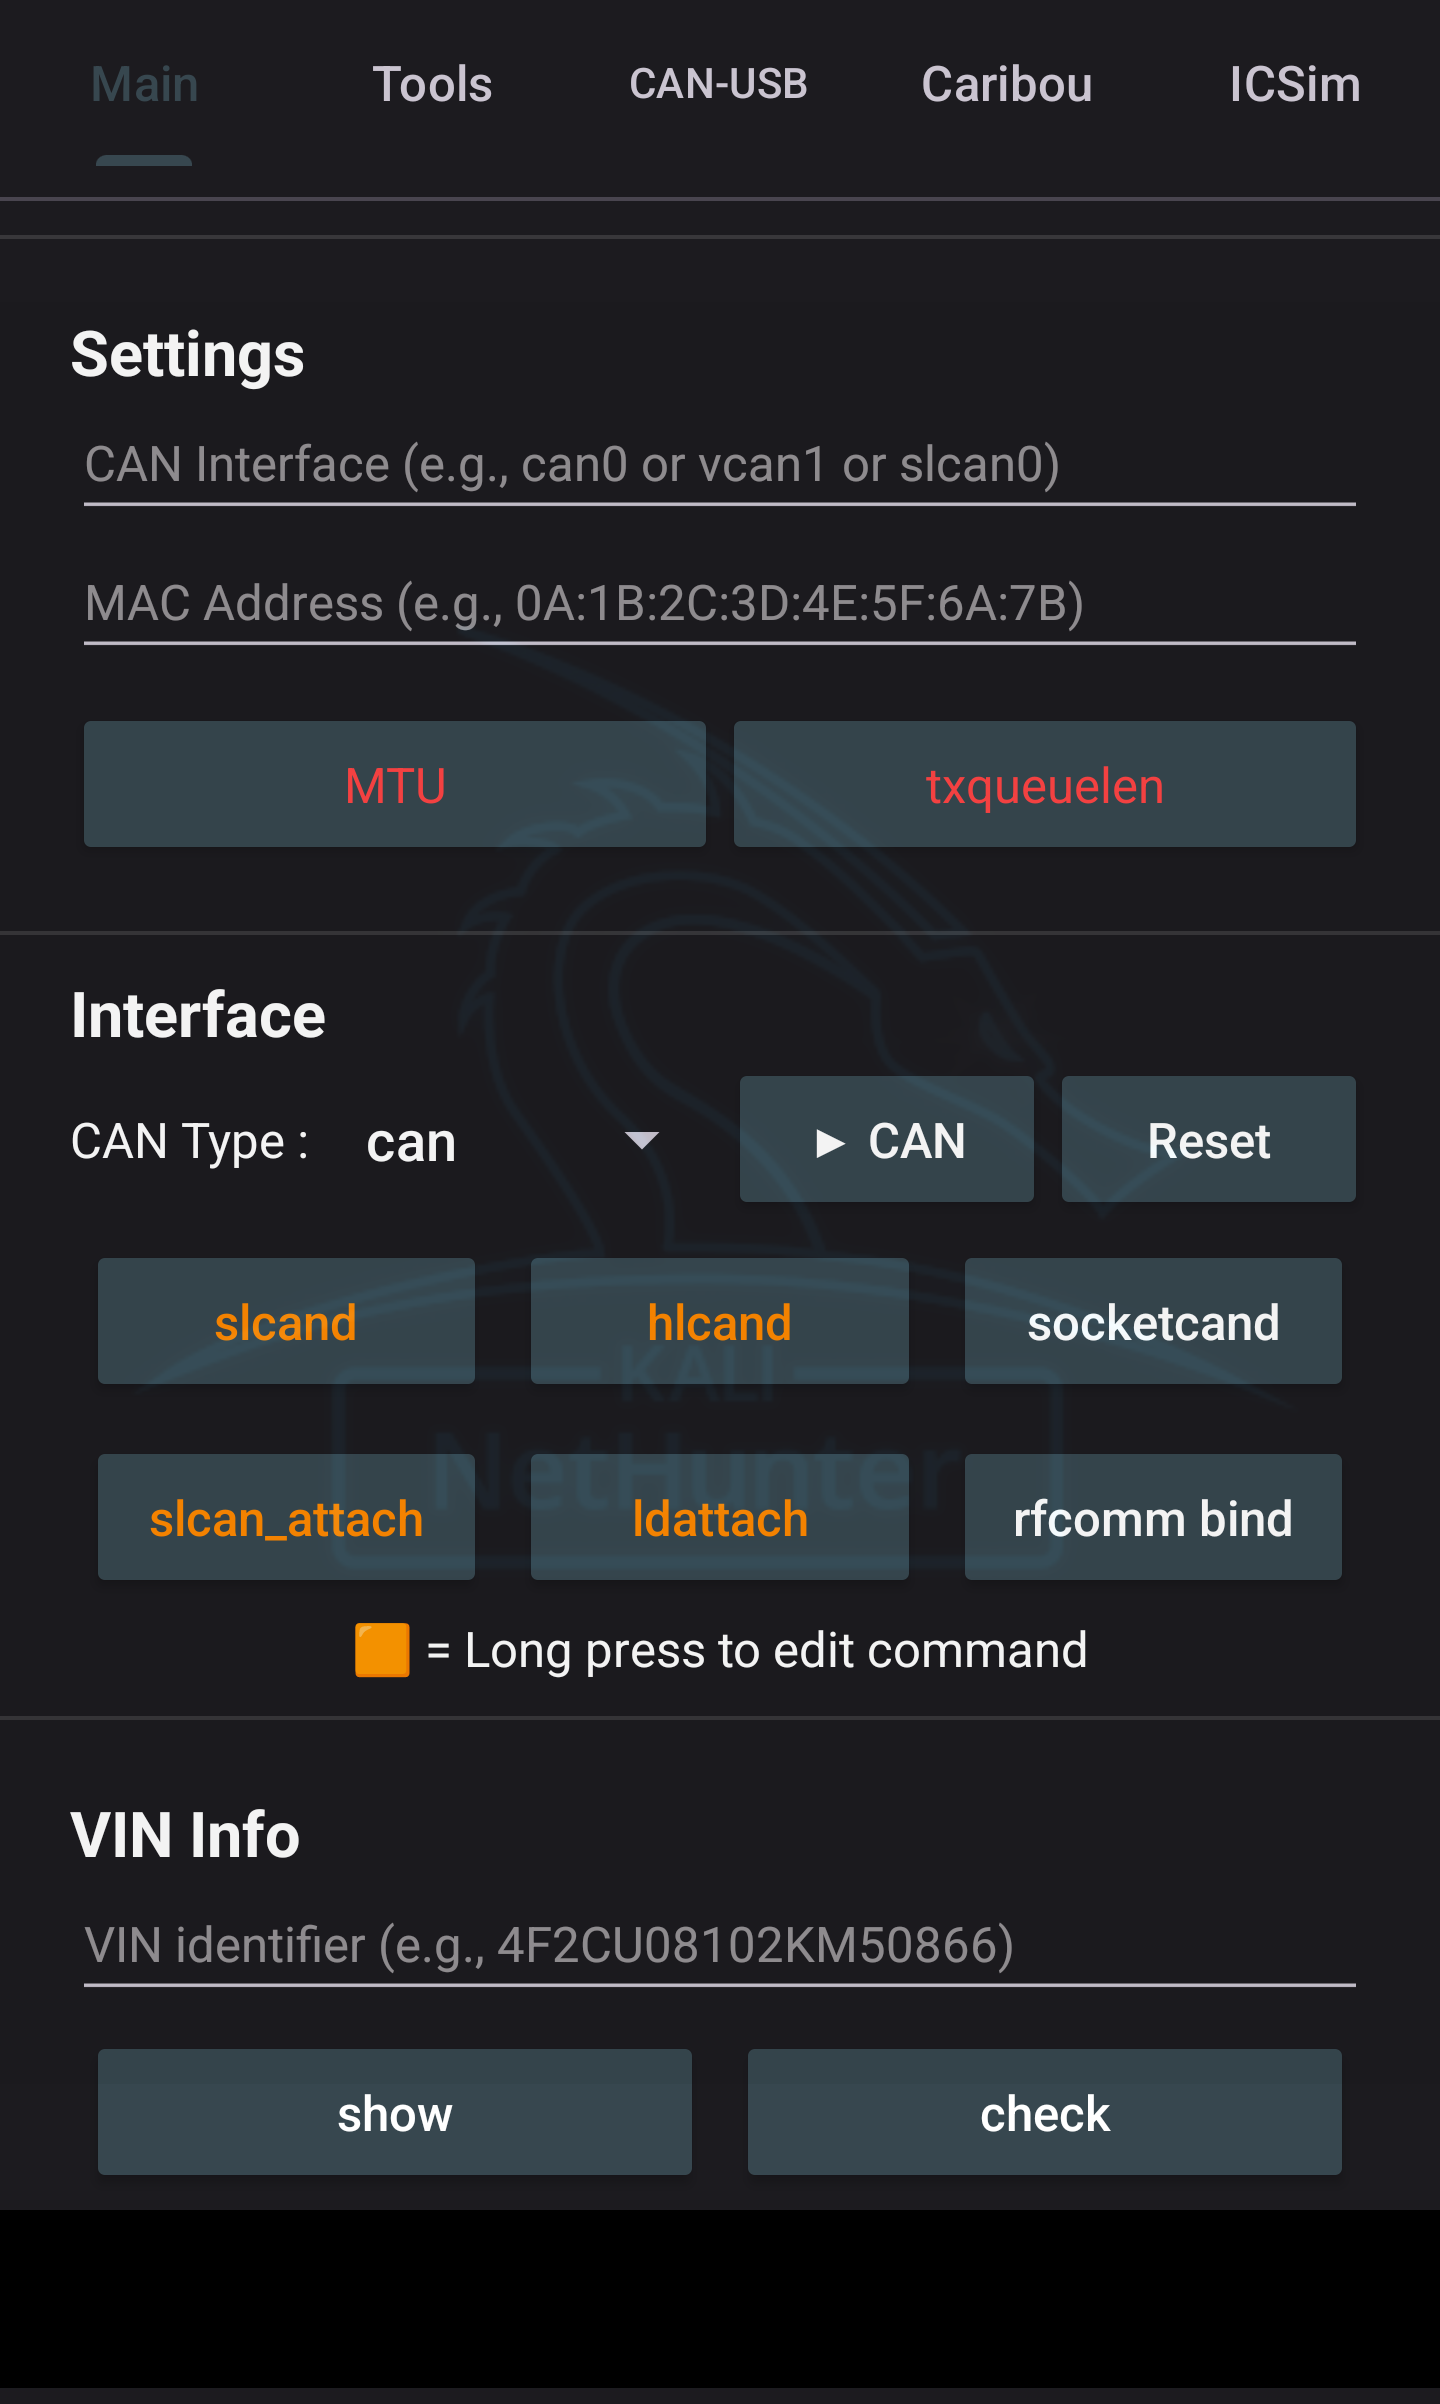 Main Tools CAN-USB Caribou ICSim
Settings
CAN Interface (e.g., can0 or vcan1 or slcan0)
MAC Address (e.g., 0A:1B:2C:3D:4E:5F:6A:7B)
MTU txqueuelen
Interface
CAN Type : can ► CAN Reset
slcand hlcand socketcand
KALI
NetHunter
slcan_attach ldattach rfcomm bind
🟧 = Long press to edit command
VIN Info
VIN identifier (e.g., 4F2CU08102KM50866)
show check